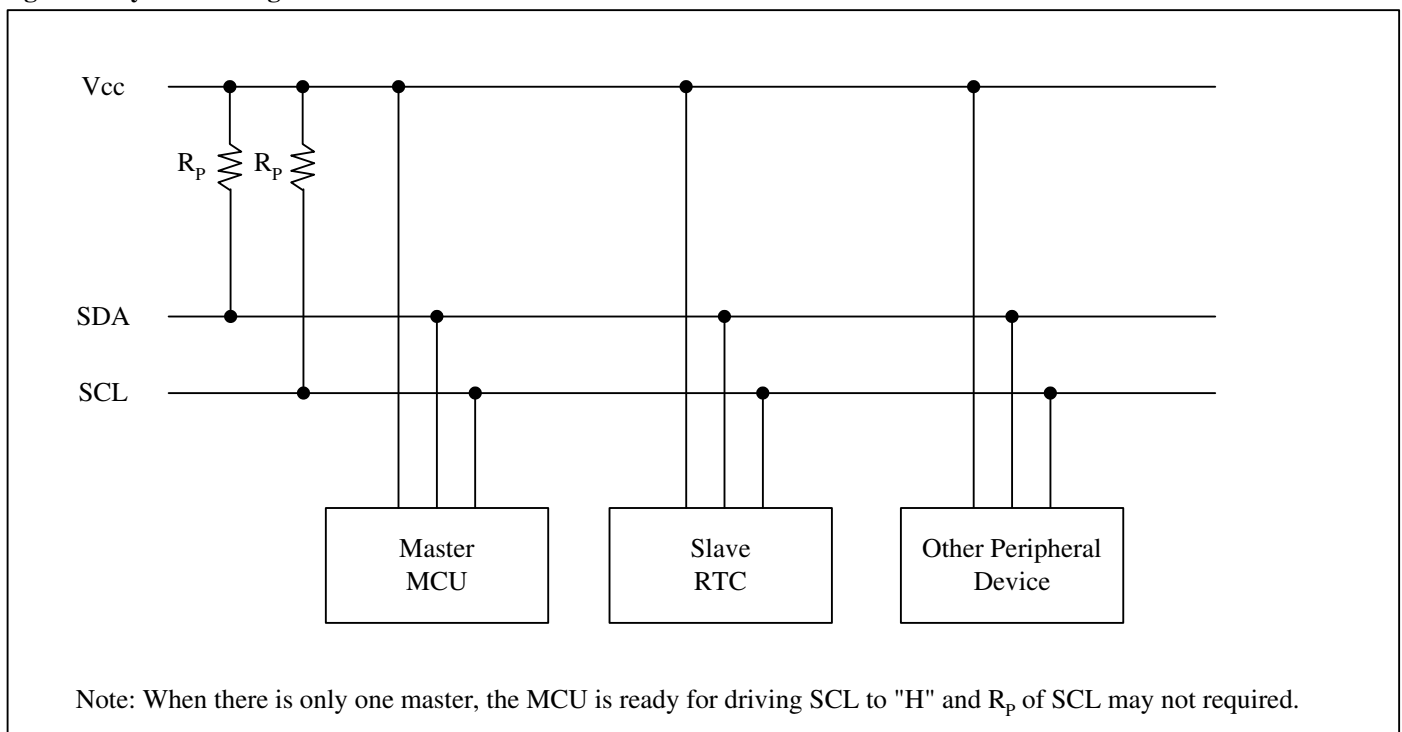 Vcc
R_P R_P
SDA
SCL
Master
MCU
Slave
RTC
Other Peripheral
Device
Note: When there is only one master, the MCU is ready for driving SCL to "H" and R_P of SCL may not required.